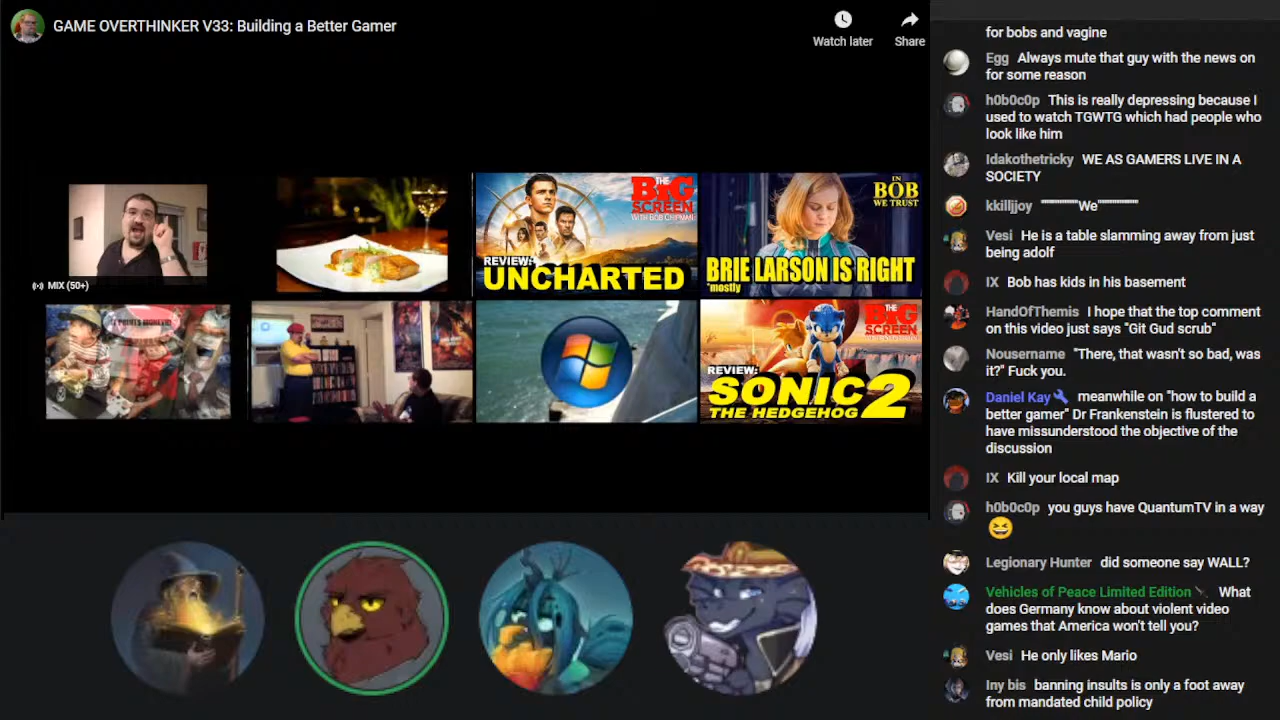 GAME OVERTHINKER V33: Building a Better Gamer
Watch later
Share
MIX (50+)
THE
BIG
SCREEN
WITH BOB CHIPMAN
REVIEW:
UNCHARTED
IN
BOB
WE TRUST
BRIE LARSON IS RIGHT
*mostly
THE
BIG
SCREEN
REVIEW:
SONIC
THE HEDGEHOG 2
for bobs and vagine
Egg Always mute that guy with the news on
for some reason
h0b0c0p This is really depressing because I
used to watch TGWTG which had people who
look like him
Idakothetricky WE AS GAMERS LIVE IN A
SOCIETY
kkilljjoy """""""""We"""""""""
Vesi He is a table slamming away from just
being adolf
IX Bob has kids in his basement
HandOfThemis I hope that the top comment
on this video just says "Git Gud scrub"
Nousername "There, that wasn't so bad, was
it?" Fuck you.
Daniel Kay meanwhile on "how to build a
better gamer" Dr Frankenstein is flustered to
have missunderstood the objective of the
discussion
IX Kill your local map
h0b0c0p you guys have QuantumTV in a way
😆
Legionary Hunter did someone say WALL?
Vehicles of Peace Limited Edition What
does Germany know about violent video
games that America won't tell you?
Vesi He only likes Mario
Iny bis banning insults is only a foot away
from mandated child policy